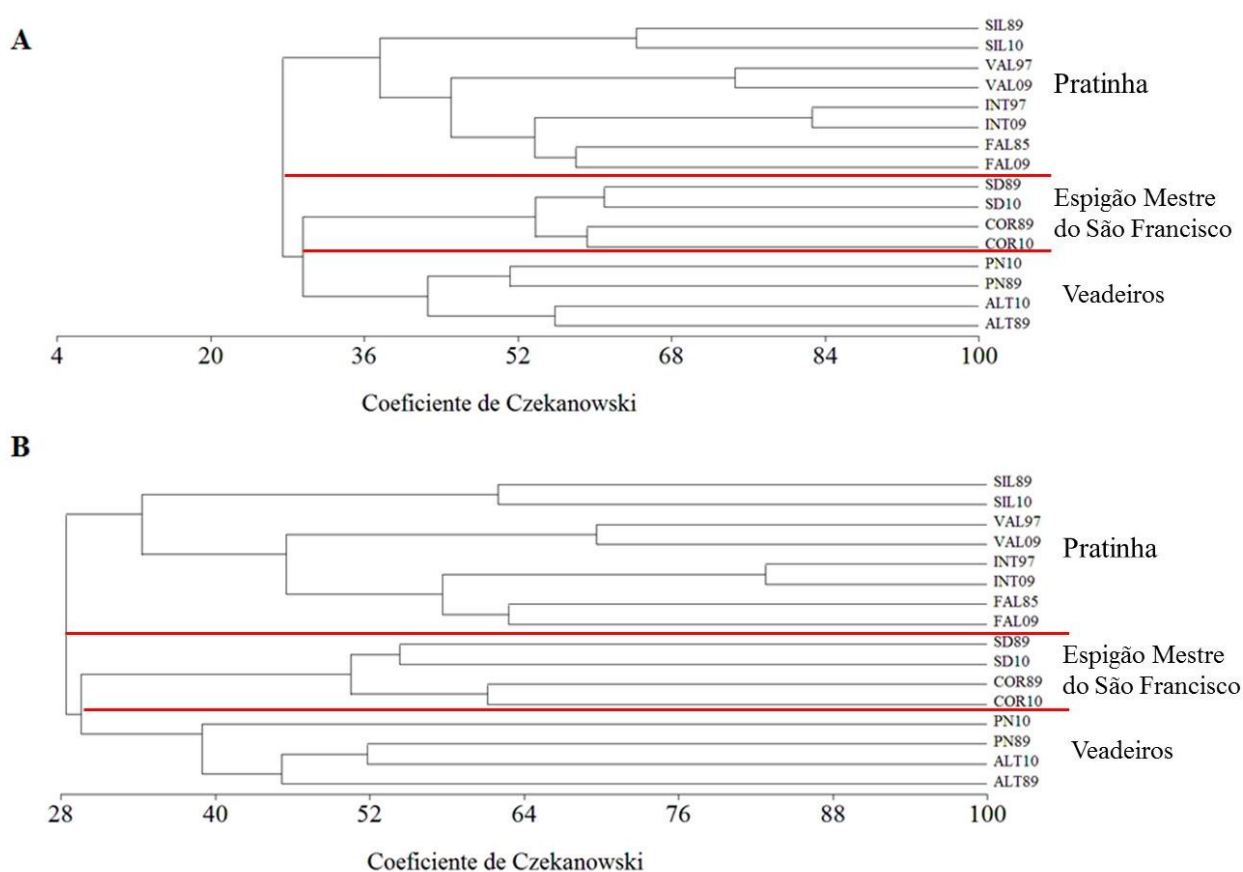 A
SIL89
SIL10
VAL97
VAL09
INT97
INT09
FAL85
FAL09
SD89
SD10
COR89
COR10
PN10
PN89
ALT10
ALT89
Pratinha
Espigão Mestre
do São Francisco
Veadeiros
4 20 36 52 68 84 100
Coeficiente de Czekanowski
B
SIL89
SIL10
VAL97
VAL09
INT97
INT09
FAL85
FAL09
SD89
SD10
COR89
COR10
PN10
PN89
ALT10
ALT89
Pratinha
Espigão Mestre
do São Francisco
Veadeiros
28 40 52 64 76 88 100
Coeficiente de Czekanowski